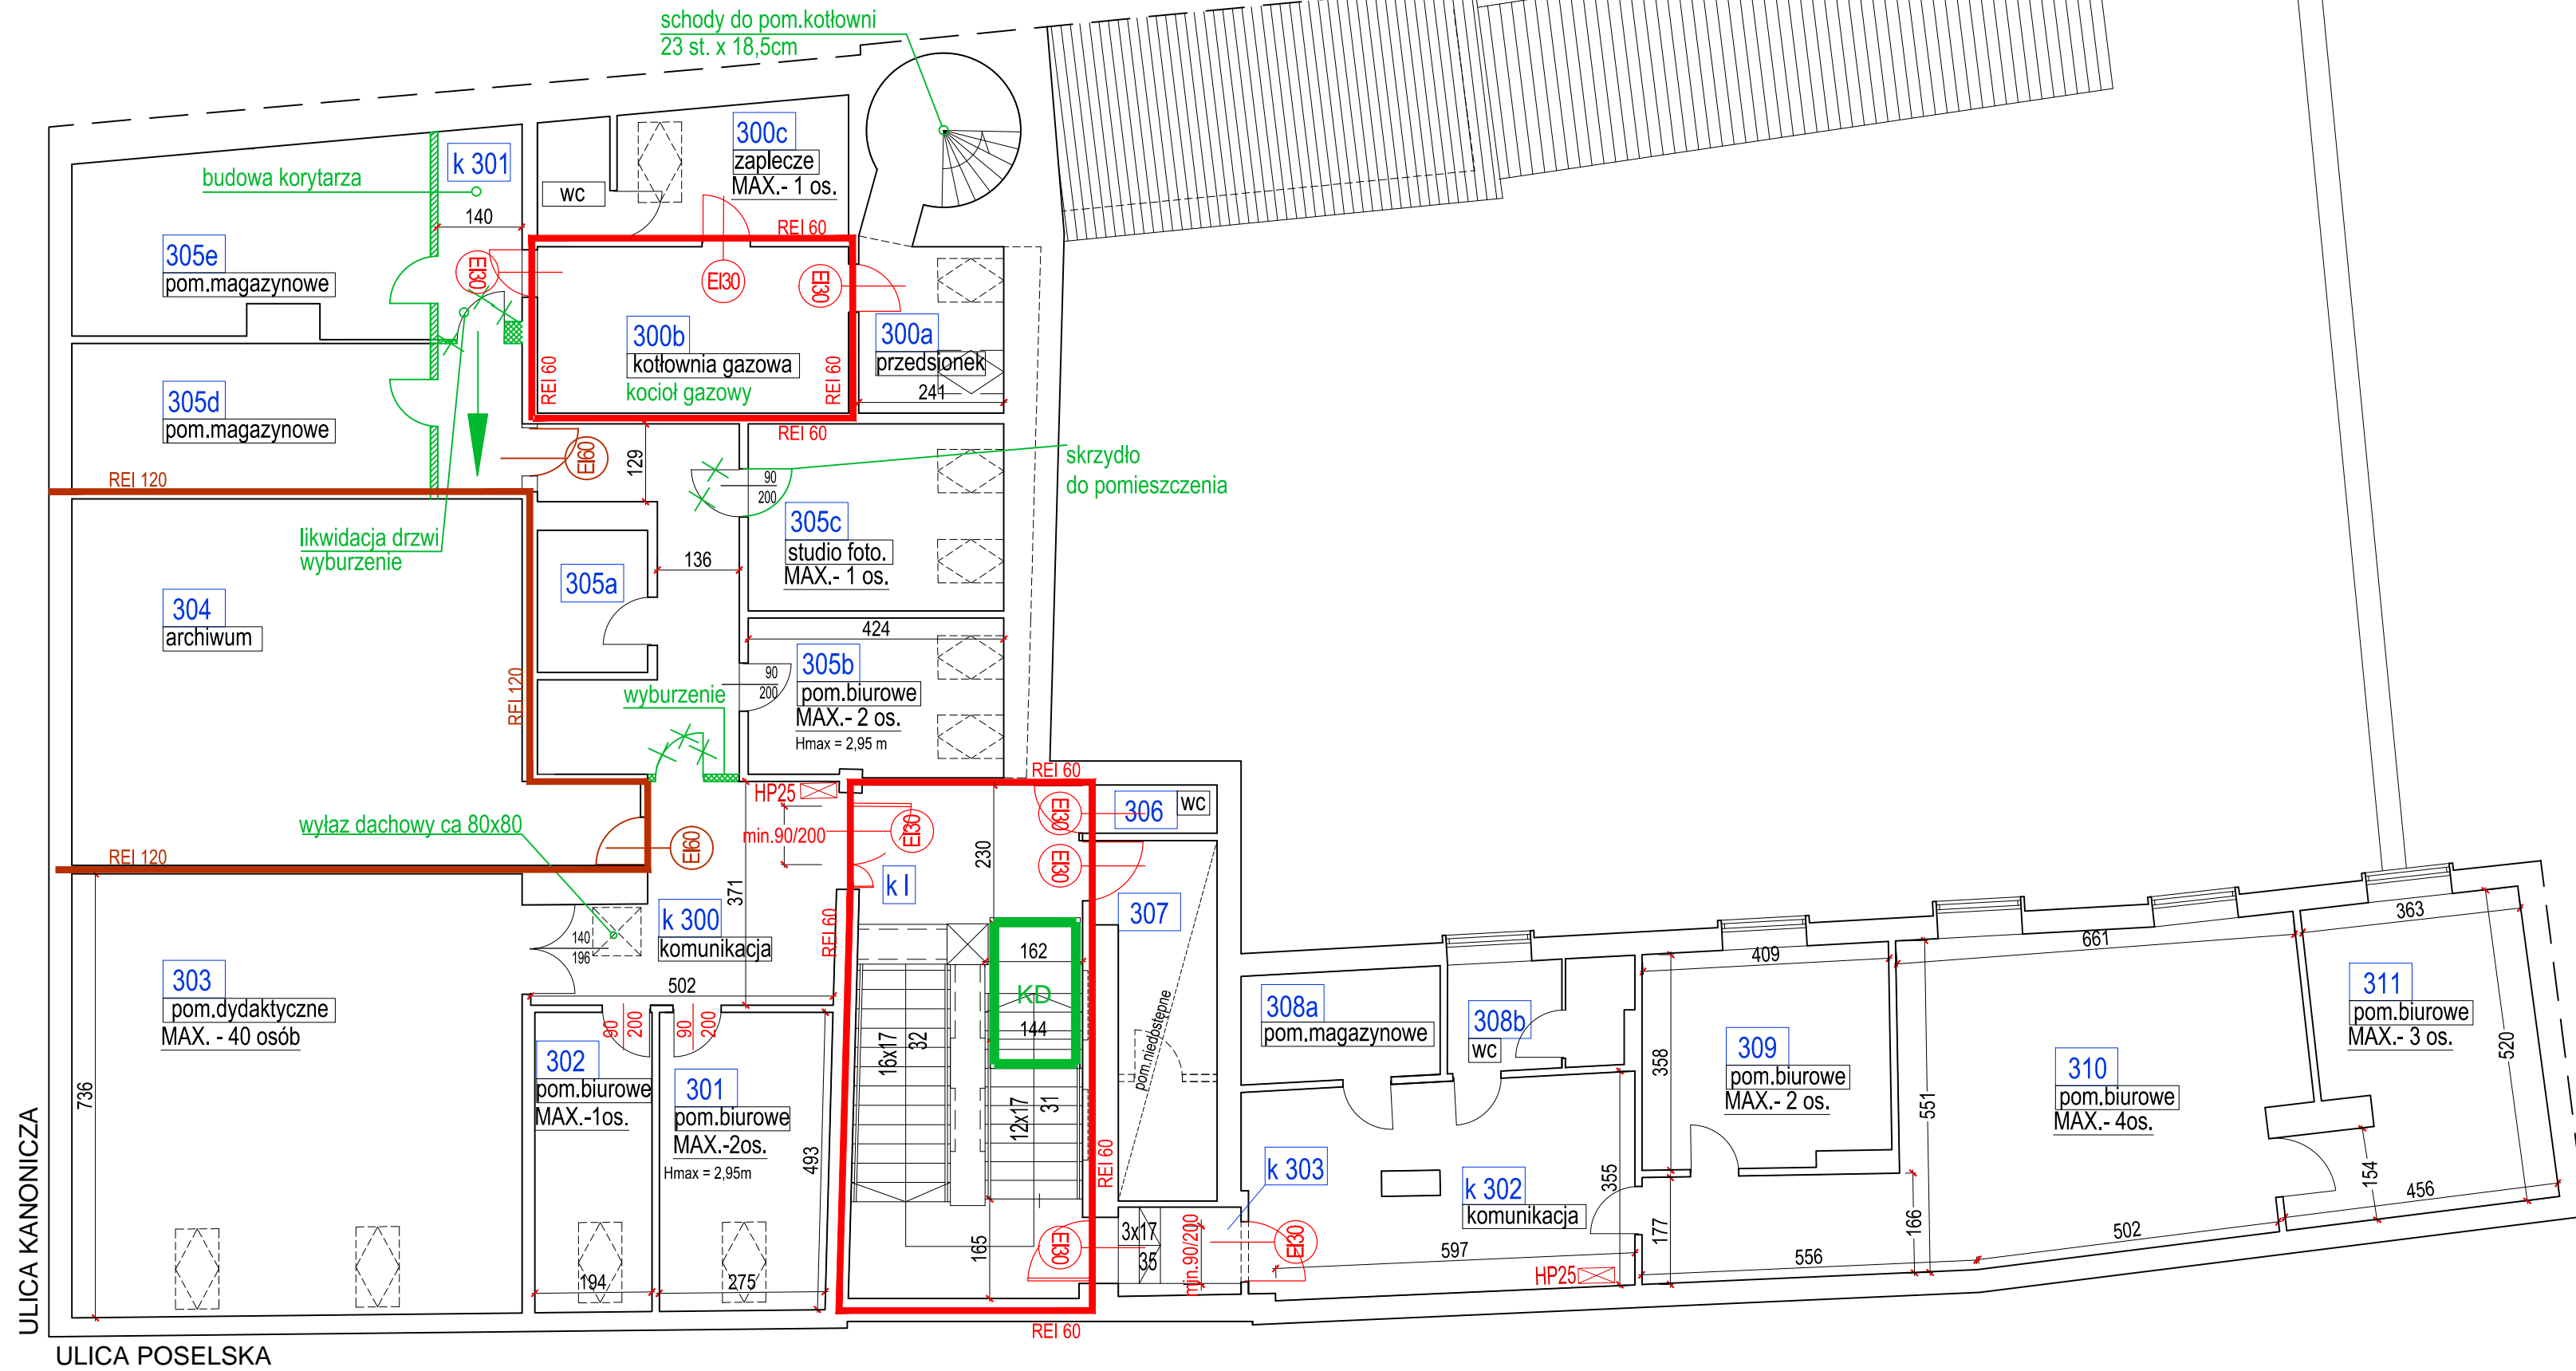 schody do pom.kotłowni
23 st. x 18,5cm
k 301
budowa korytarza
140
wc
300c
zaplecze
MAX.- 1 os.
REI 60
305e
pom.magazynowe
EI30
EI30
EI30
300b
kotłownia gazowa
kocioł gazowy
REI 60
REI 60
300a
przedsionek
241
305d
pom.magazynowe
REI 60
REI 120
EI60
129
skrzydło
do pomieszczenia
90
200
305c
studio foto.
MAX.- 1 os.
likwidacja drzwi
wyburzenie
136
305a
304
archiwum
REI 120
424
305b
pom.biurowe
MAX.- 2 os.
Hmax = 2,95 m
90
200
wyburzenie
REI 60
HP25
min.90/200
EI30
EI30
EI30
306
wc
wyłaz dachowy ca 80x80
REI 120
EI60
371
230
k I
307
k 300
komunikacja
140
196
502
REI 60
162
KD
144
303
pom.dydaktyczne
MAX. - 40 osób
736
90
200
90
200
302
pom.biurowe
MAX.-1os.
301
pom.biurowe
MAX.-2os.
Hmax = 2,95m
493
194
275
16x17
32
12x17
31
165
REI 60
REI 60
pom.niedostępne
308a
pom.magazynowe
308b
wc
309
pom.biurowe
MAX.- 2 os.
409
358
661
551
310
pom.biurowe
MAX.- 4os.
363
311
pom.biurowe
MAX.- 3 os.
520
k 303
k 302
komunikacja
355
3x17
35
min.90/200
EI30
EI30
597
HP25
177
166
556
502
154
456
ULICA KANONICZA
ULICA POSELSKA